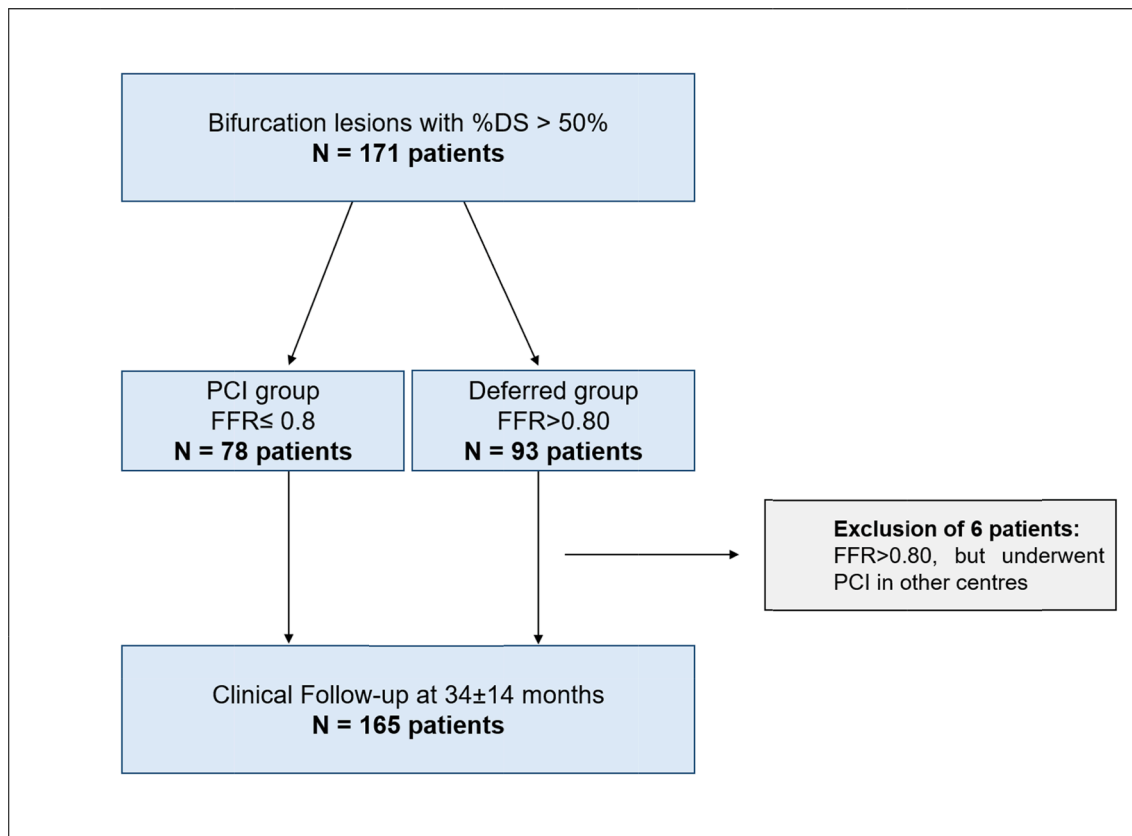 Bifurcation lesions with %DS > 50%
N = 171 patients
PCI group
FFR≤ 0.8
N = 78 patients
Deferred group
FFR>0.80
N = 93 patients
Exclusion of 6 patients:
FFR>0.80, but underwent
PCI in other centres
Clinical Follow-up at 34±14 months
N = 165 patients